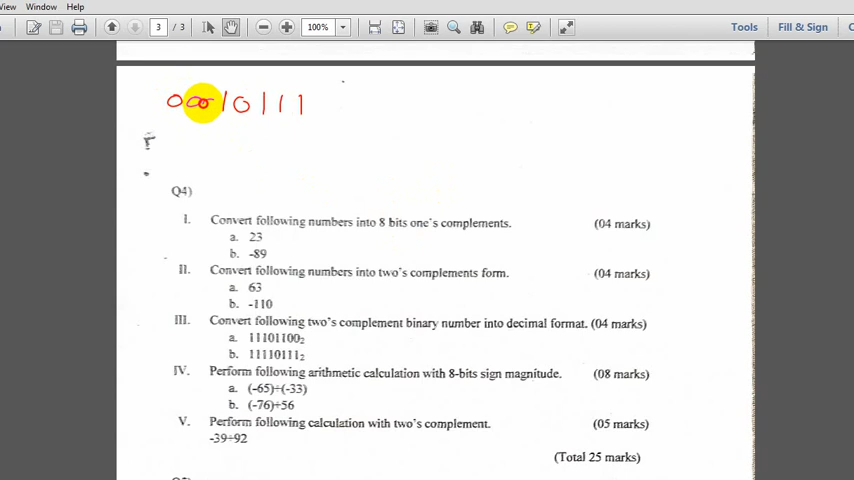 Window Help
3 / 3 100% Tools Fill & Sign
00010111
Q4)
I. Convert following numbers into 8 bits one's complements. (04 marks)
a. 23
b. -89
II. Convert following numbers into two's complements form. (04 marks)
a. 63
b. -110
III. Convert following two's complement binary number into decimal format. (04 marks)
a. 11101100₂
b. 11110111₂
IV. Perform following arithmetic calculation with 8-bits sign magnitude. (08 marks)
a. (-65)÷(-33)
b. (-76)÷56
V. Perform following calculation with two's complement. (05 marks)
-39÷92
(Total 25 marks)